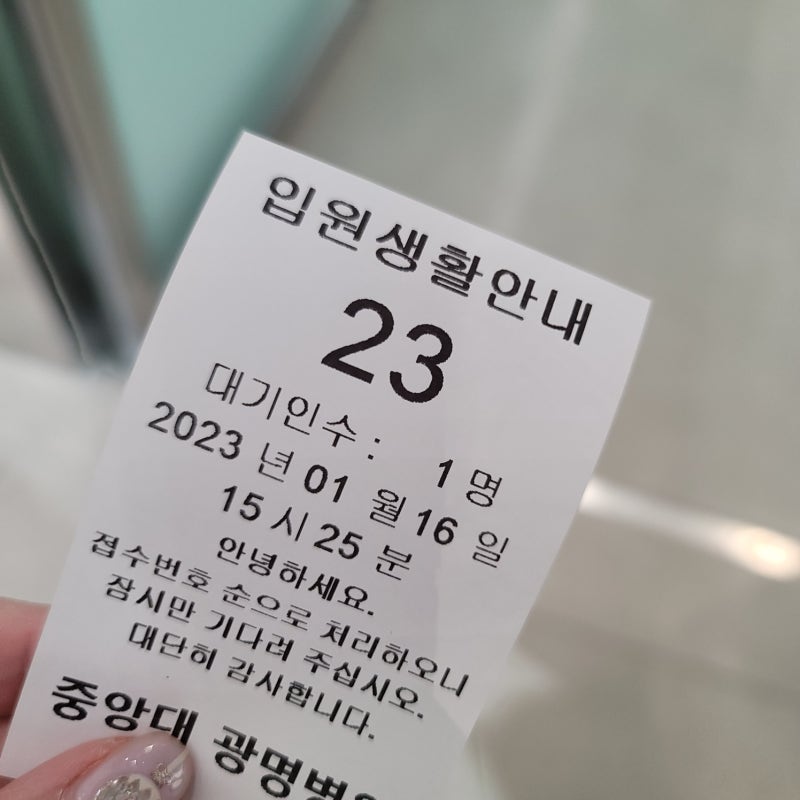 입원생활안내
23
대기인수 : 1 명
2023 년 01 월 16 일
15 시 25 분
안녕하세요.
접수번호 순으로 처리하오니
잠시만 기다려 주십시오.
대단히 감사합니다.
중앙대 광명병